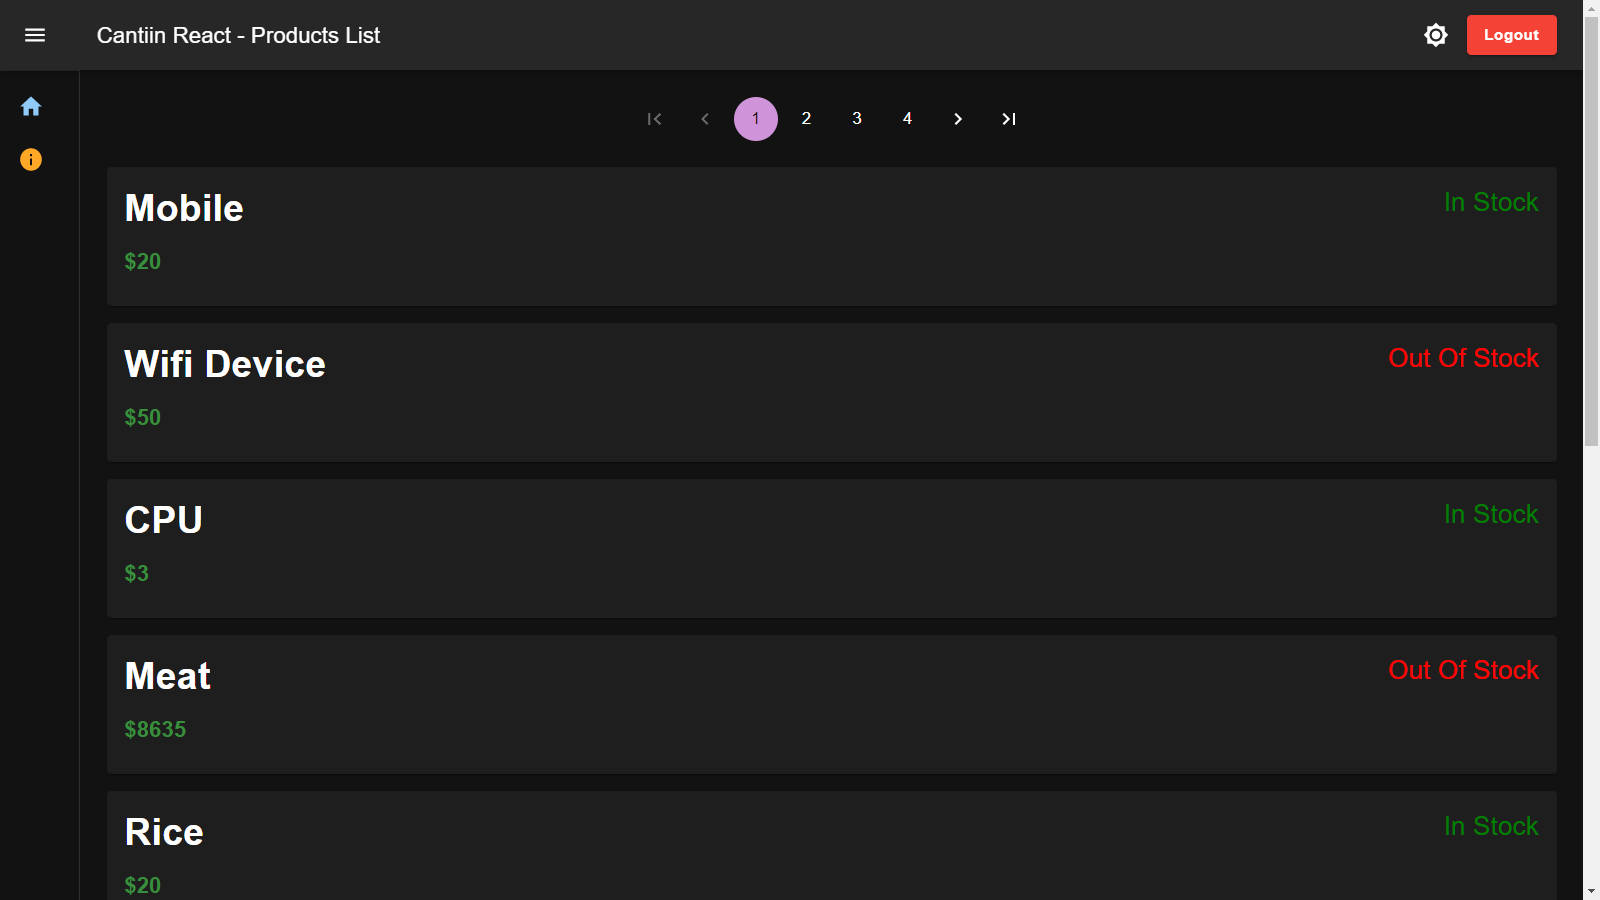 Cantiin React - Products List
Logout
1 2 3 4
Mobile
In Stock
$20
Wifi Device
Out Of Stock
$50
CPU
In Stock
$3
Meat
Out Of Stock
$8635
Rice
In Stock
$20